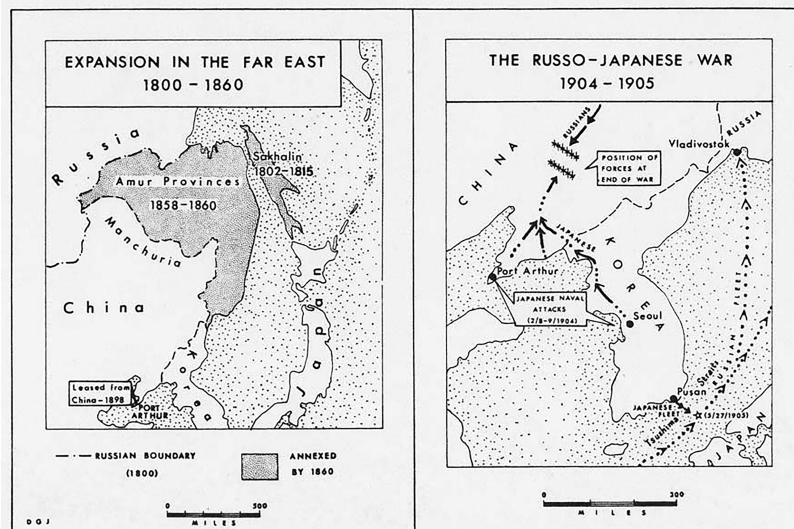 EXPANSION IN THE FAR EAST
1800 - 1860
Russia
Sakhalin
1802-1815
Amur Provinces
1858-1860
Manchuria
China
Korea
Japan
Leased from
China-1898
PORT
ARTHUR
RUSSIAN BOUNDARY
(1800)
ANNEXED
BY 1860
0 500
MILES
DGJ
THE RUSSO-JAPANESE WAR
1904-1905
RUSSIANS
RUSSIA
Vladivostok
CHINA
POSITION OF
FORCES AT
END OF WAR
JAPANESE
KOREA
Port Arthur
JAPANESE NAVAL
ATTACKS
(2/8-9/1904)
Seoul
RUSSIAN FLEET
Pusan
JAPANESE
FLEET
(5/27/1905)
Tsushima Straits
JAPAN
0 300
MILES